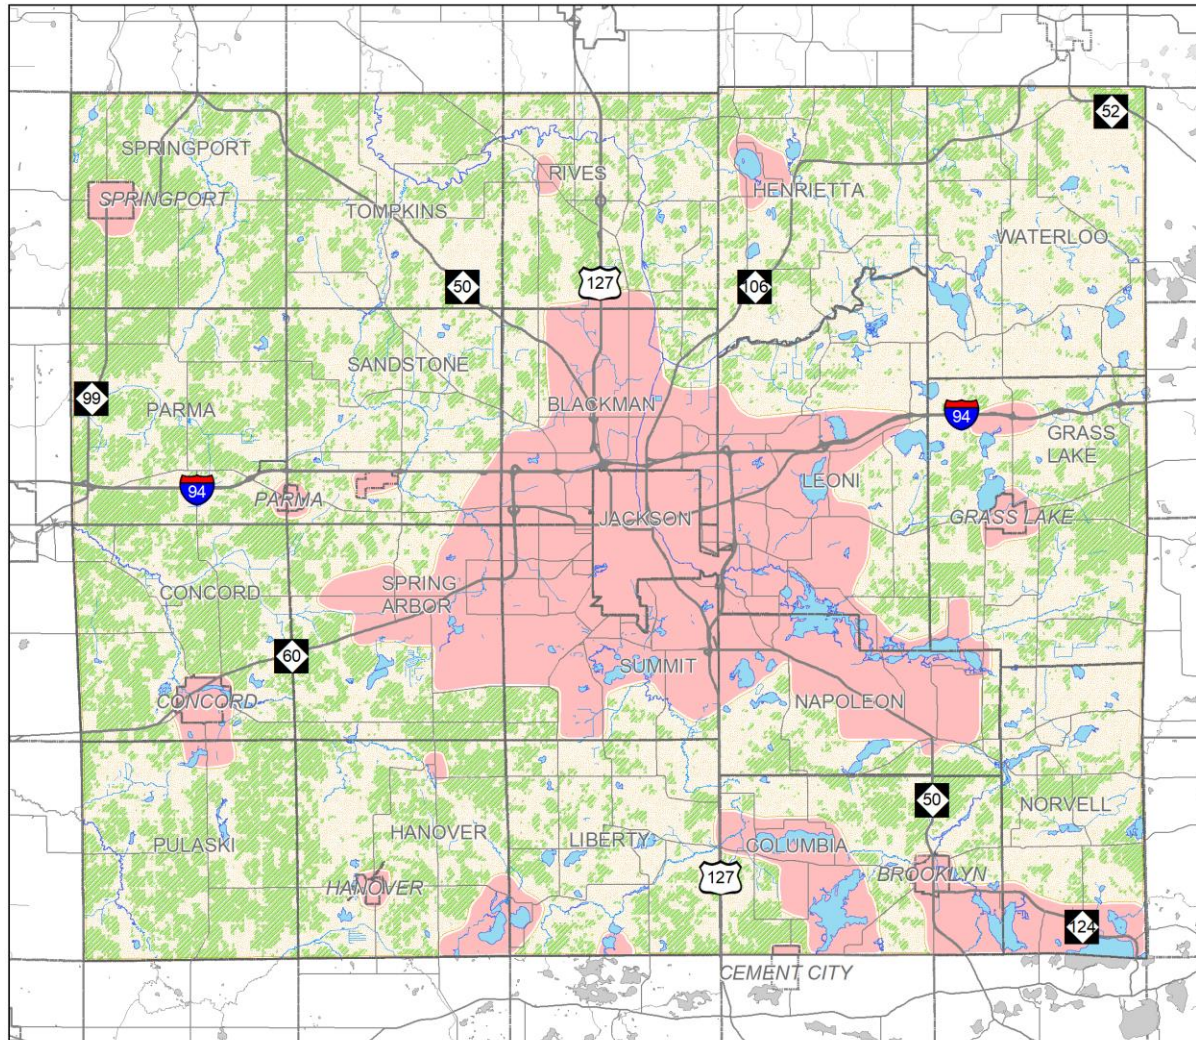 52
SPRINGPORT
RIVES
HENRIETTA
SPRINGPORT
TOMPKINS
WATERLOO
50
127
106
SANDSTONE
99
PARMA
BLACKMAN
94
GRASS
LAKE
94
PARMA
LEONI
JACKSON
GRASS LAKE
CONCORD
SPRING
ARBOR
60
SUMMIT
CONCORD
NAPOLEON
50
NORVELL
PULASKI
HANOVER
LIBERTY
COLUMBIA
HANOVER
127
BROOKLYN
124
CEMENT CITY